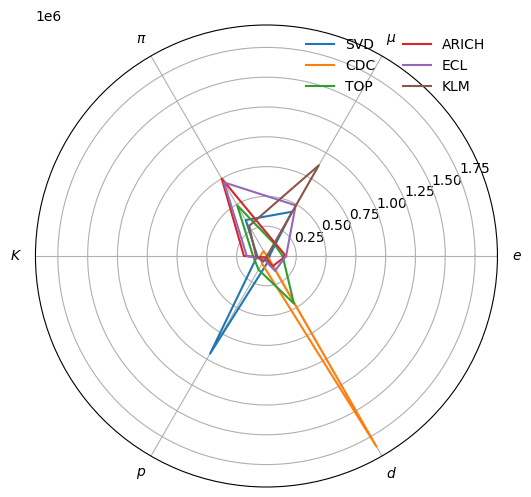 1e6
π
μ
SVD
CDC
TOP
ARICH
ECL
KLM
1.75
1.50
1.25
1.00
0.75
0.50
0.25
K
e
p
d